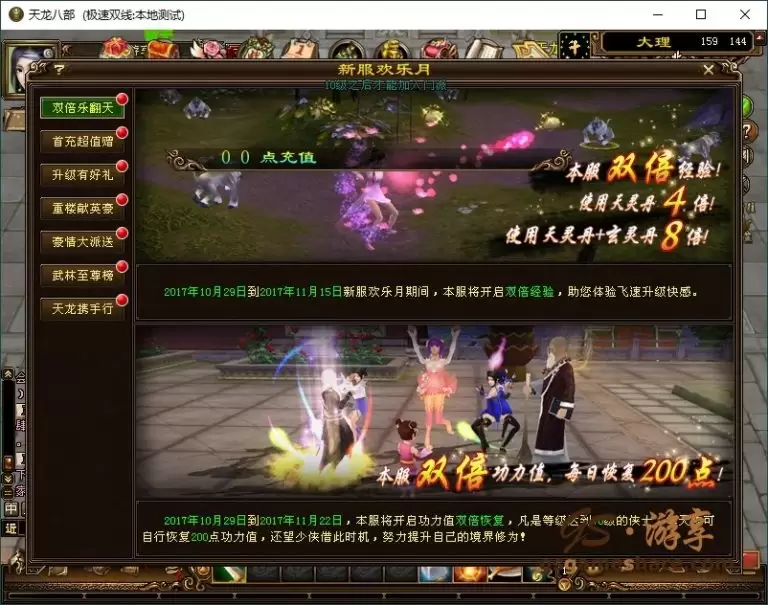 天龙八部 (极速双线:本地测试)
大理 159 144
?
新服欢乐月
10级之后才能加入门派
双倍乐翻天
首充超值赠
升级有好礼
重楼献英豪
豪情大派送
武林至尊榜
天龙携手行
00 点充值
本服双倍经验!
使用天灵丹4倍!
使用天灵丹+玄灵丹8倍!
2017年10月29日到2017年11月15日新服欢乐月期间，本服将开启双倍经验，助您体验飞速升级快感。
本服双倍功力值，每日恢复200点!
2017年10月29日到2017年11月22日，本服将开启功力值双倍恢复，凡是等级达到
的侠士
可
自行恢复200点功力值，还望少侠借此时机，努力提升自己的境界修为!
游享
近